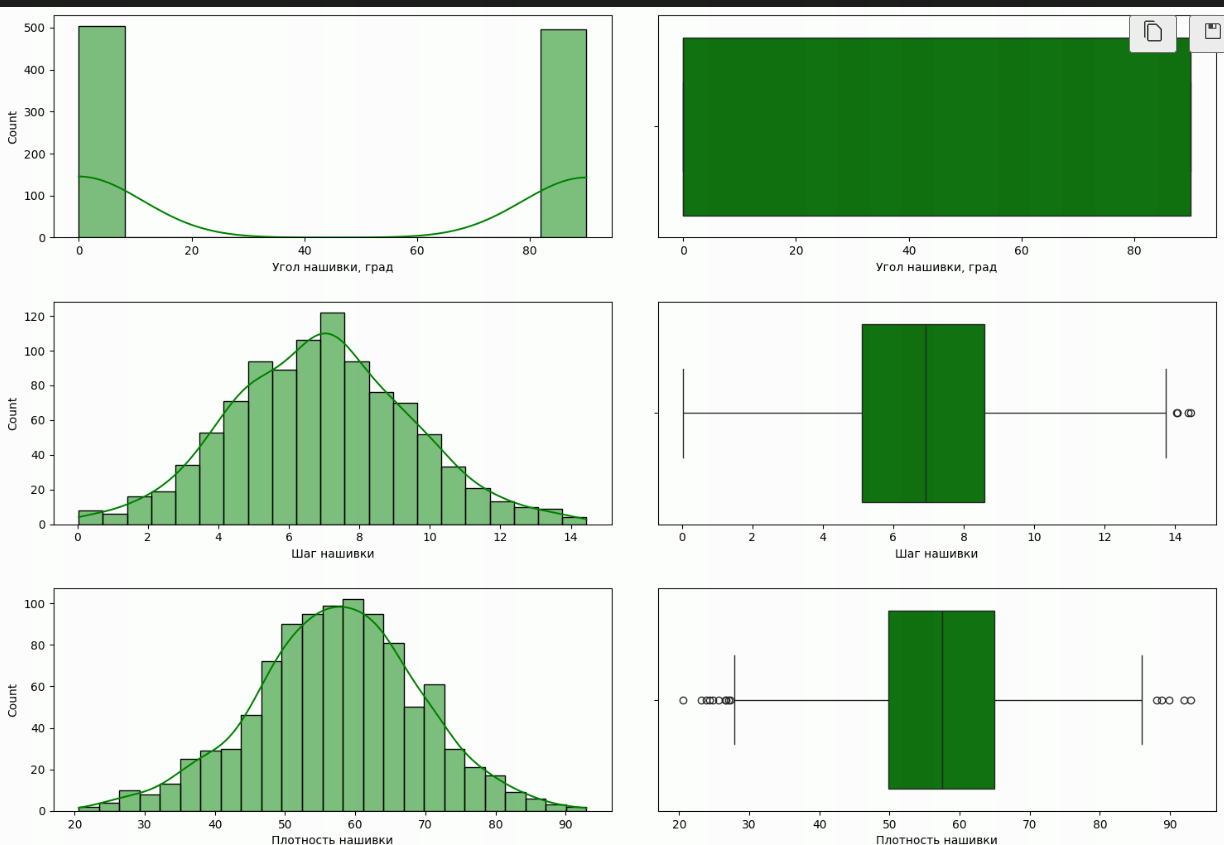 500
400
300
200
100
0
Count
0 20 40 60 80
Угол нашивки, град
0 20 40 60 80
Угол нашивки, град
120
100
80
60
40
20
0
Count
0 2 4 6 8 10 12 14
Шаг нашивки
0 2 4 6 8 10 12 14
Шаг нашивки
100
80
60
40
20
0
Count
20 30 40 50 60 70 80 90
Плотность нашивки
20 30 40 50 60 70 80 90
Плотность нашивки